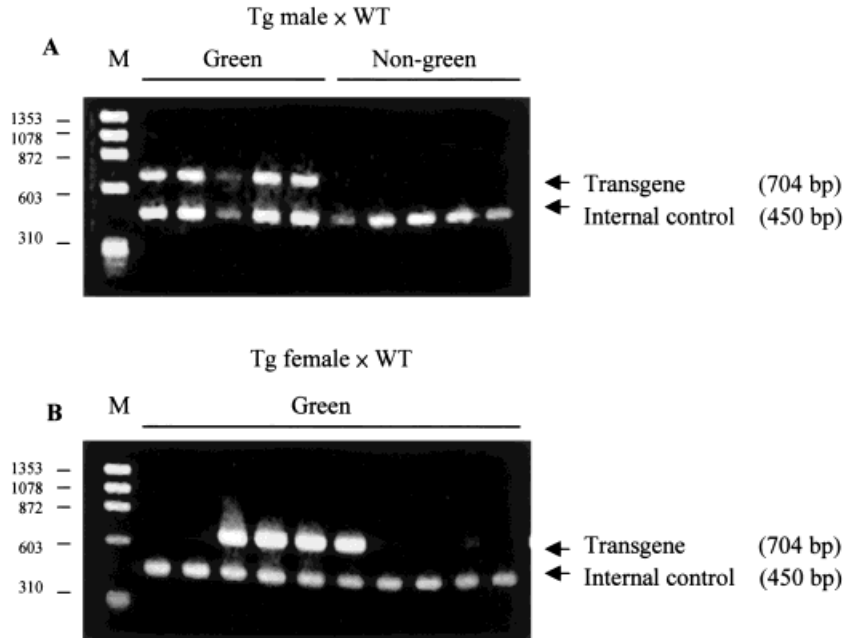 Tg male × WT
A
M Green Non-green
1353
1078
872
603
310
Transgene (704 bp)
Internal control (450 bp)
Tg female × WT
B
M Green
1353
1078
872
603
310
Transgene (704 bp)
Internal control (450 bp)